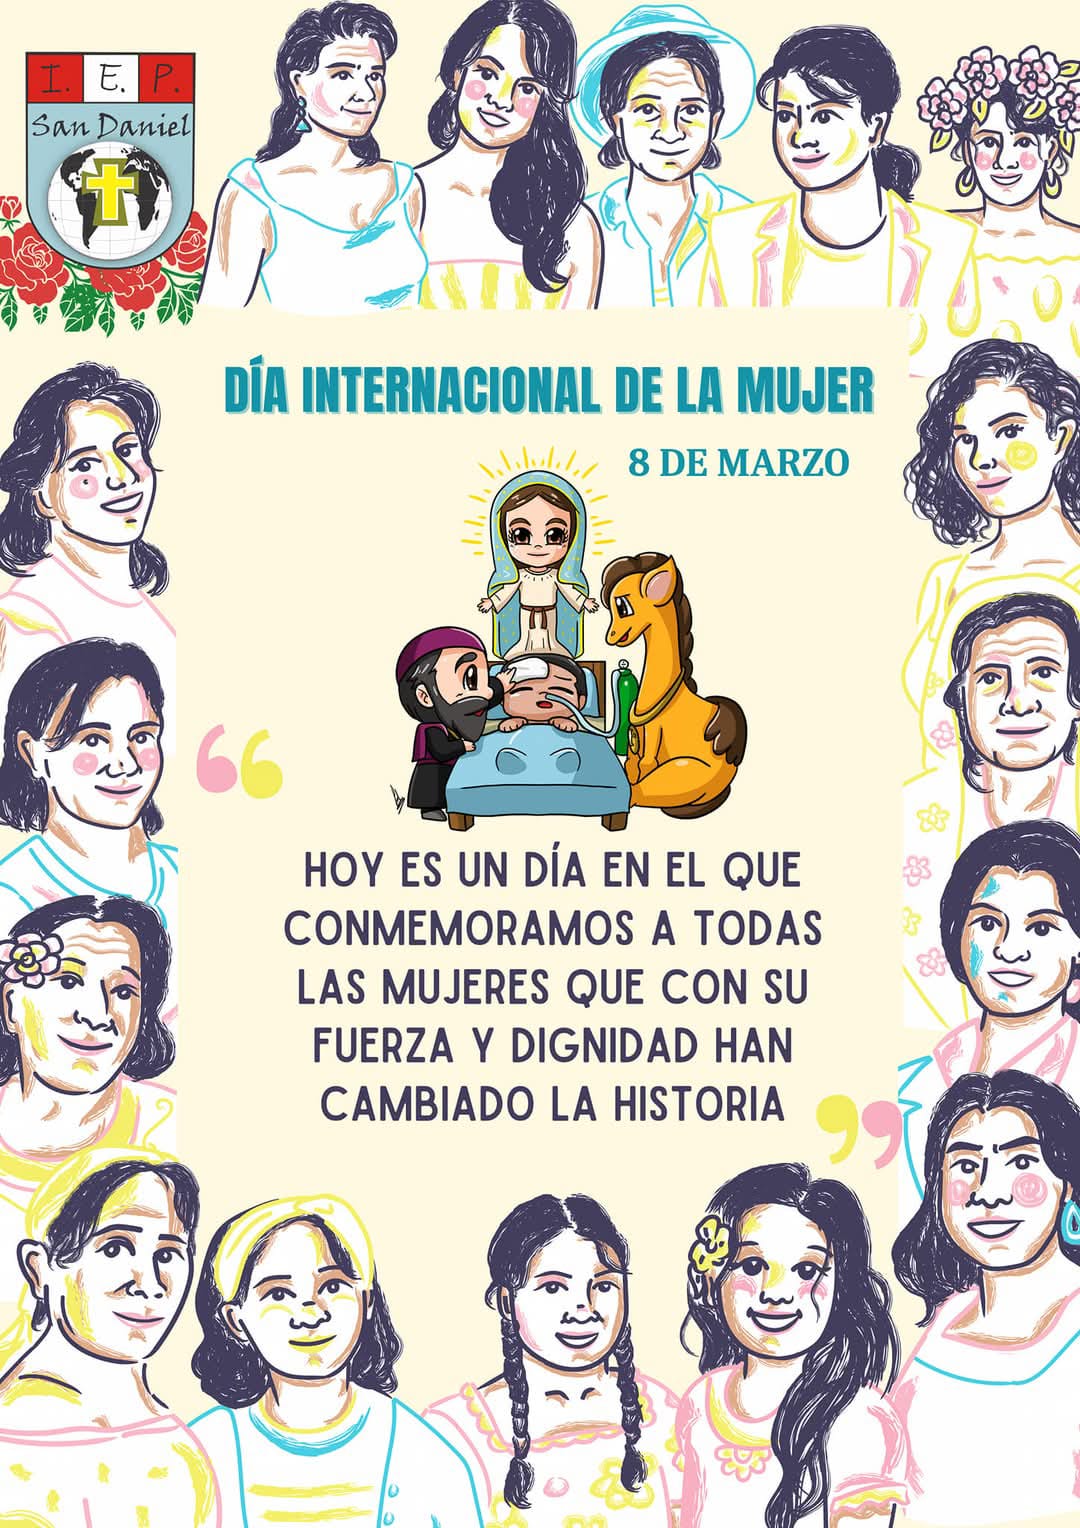 I. E. P.
San Daniel
DÍA INTERNACIONAL DE LA MUJER
8 DE MARZO
HOY ES UN DÍA EN EL QUE
CONMEMORAMOS A TODAS
LAS MUJERES QUE CON SU
FUERZA Y DIGNIDAD HAN
CAMBIADO LA HISTORIA